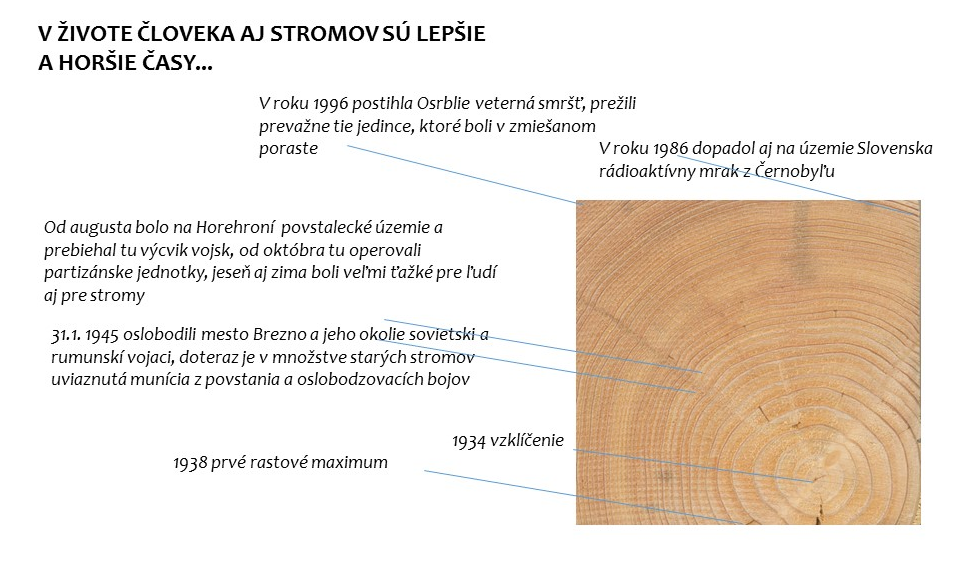 V ŽIVOTE ČLOVEKA AJ STROMOV SÚ LEPŠIE
A HORŠIE ČASY...
V roku 1996 postihla Osrblie veterná smršť, prežili
prevažne tie jedince, ktoré boli v zmiešanom
poraste
V roku 1986 dopadol aj na územie Slovenska
rádioaktívny mrak z Černobyľu
Od augusta bolo na Horehroní povstalecké územie a
prebiehal tu výcvik vojsk, od októbra tu operovali
partizánske jednotky, jeseň aj zima boli veľmi ťažké pre ľudí
aj pre stromy
31.1. 1945 oslobodili mesto Brezno a jeho okolie sovietski a
rumunskí vojaci, doteraz je v množstve starých stromov
uviaznutá munícia z povstania a oslobodzovacích bojov
1934 vzklíčenie
1938 prvé rastové maximum